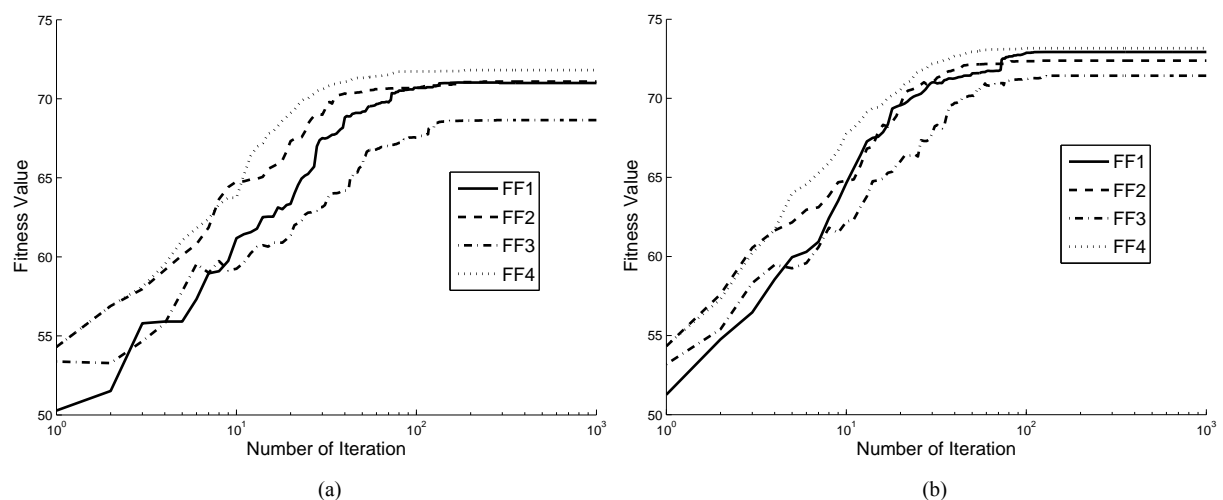 75
70
65
60
55
50
Fitness Value
10^0
10^1
10^2
10^3
Number of Iteration
FF1
FF2
FF3
FF4
(a)
75
70
65
60
55
50
Fitness Value
10^0
10^1
10^2
10^3
Number of Iteration
FF1
FF2
FF3
FF4
(b)